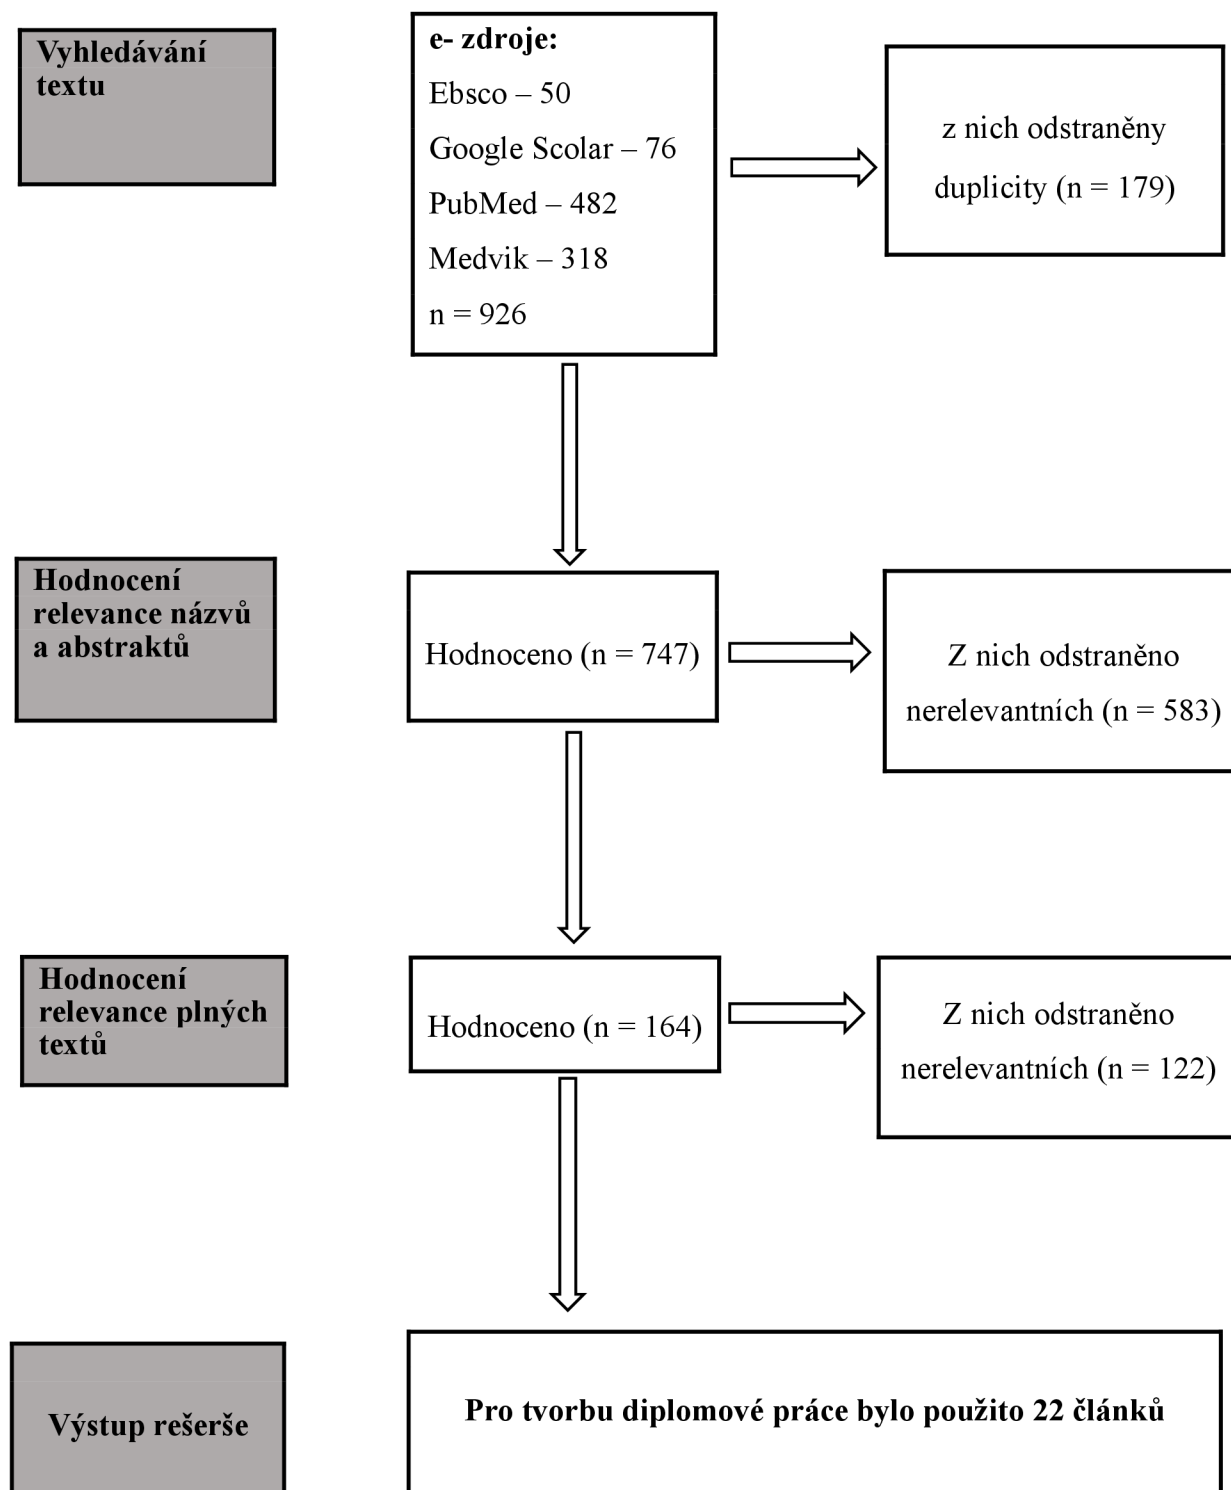 Vyhledávání
textu
e- zdroje:
Ebsco – 50
Google Scolar – 76
PubMed – 482
Medvik – 318
n = 926
z nich odstraněny
duplicity (n = 179)
Hodnocení
relevance názvů
a abstraktů
Hodnoceno (n = 747)
Z nich odstraněno
nerelevantních (n = 583)
Hodnocení
relevance plných
textů
Hodnoceno (n = 164)
Z nich odstraněno
nerelevantních (n = 122)
Výstup rešerše
Pro tvorbu diplomové práce bylo použito 22 článků